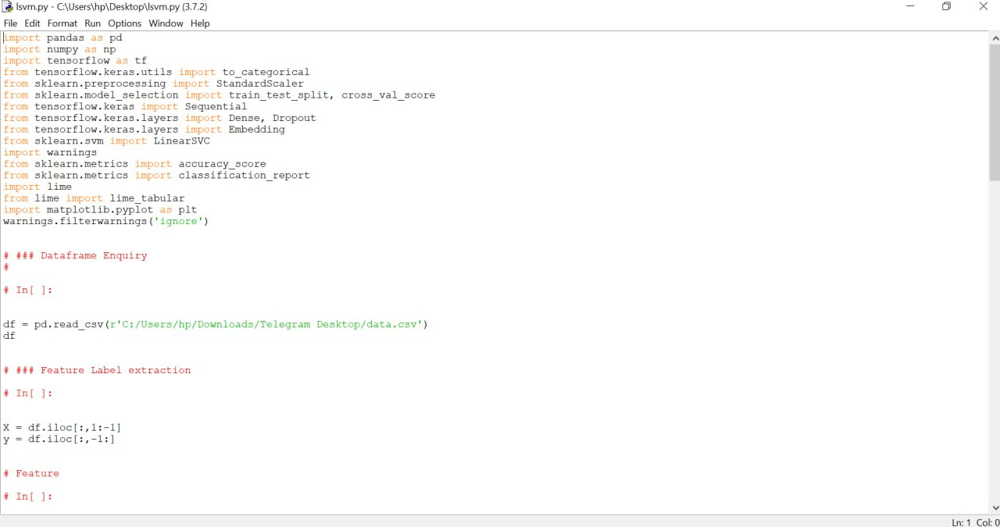 lsvm.py - C:\Users\hp\Desktop\lsvm.py (3.7.2)
File Edit Format Run Options Window Help
import pandas as pd
import numpy as np
import tensorflow as tf
from tensorflow.keras.utils import to_categorical
from sklearn.preprocessing import StandardScaler
from sklearn.model_selection import train_test_split, cross_val_score
from tensorflow.keras import Sequential
from tensorflow.keras.layers import Dense, Dropout
from tensorflow.keras.layers import Embedding
from sklearn.svm import LinearSVC
import warnings
from sklearn.metrics import accuracy_score
from sklearn.metrics import classification_report
import lime
from lime import lime_tabular
import matplotlib.pyplot as plt
warnings.filterwarnings('ignore')
# ### Dataframe Enquiry
#
# In[ ]:
df = pd.read_csv(r'C:/Users/hp/Downloads/Telegram Desktop/data.csv')
df
# ### Feature Label extraction
# In[ ]:
X = df.iloc[:,1:-1]
y = df.iloc[:,-1:]
# Feature
# In[ ]:
Ln: 1 Col: 0